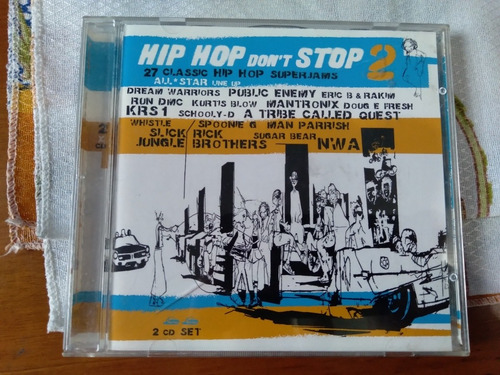 HIP HOP DON'T STOP 2
27 CLASSIC HIP HOP SUPERJAMS
ALL★STAR LINE UP
DREAM WARRIORS PUBLIC ENEMY ERIC B & RAKIM
RUN DMC KURTIS BLOW MANTRONIX DOUG E FRESH
KRS1 SCHOOLY-D A TRIBE CALLED QUEST
WHISTLE SPOONIE G MAN PARRISH
SLICK RICK SUGAR BEAR
JUNGLE BROTHERS NWA
2 CD SET